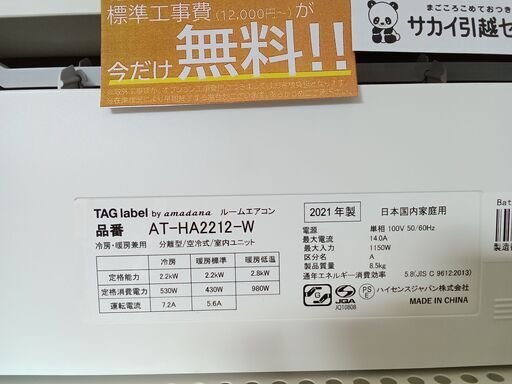 標準工事費(12,000円～)が
今だけ無料!!
まごころこめておつき
サカイ引越セ
TAG label by amadana ルームエアコン
品番 AT-HA2212-W
冷房・暖房兼用 分離型/空冷式/室内ユニット
冷房 暖房標準 暖房低温
定格能力 2.2kW 2.2kW 2.8kW
定格消費電力 530W 430W 980W
運転電流 7.2A 5.6A
2021年製 日本国内家庭用
電源 単相 100V 50/60Hz
最大電流 14.0A
最大入力 1150W
区分名 A
製品質量 8.5kg
通年エネルギー消費効率 5.8(JIS C 9612:2013)
JQA
JQ10808
PS
E
ハイセンスジャパン株式会社
MADE IN CHINA
Bat
製造番